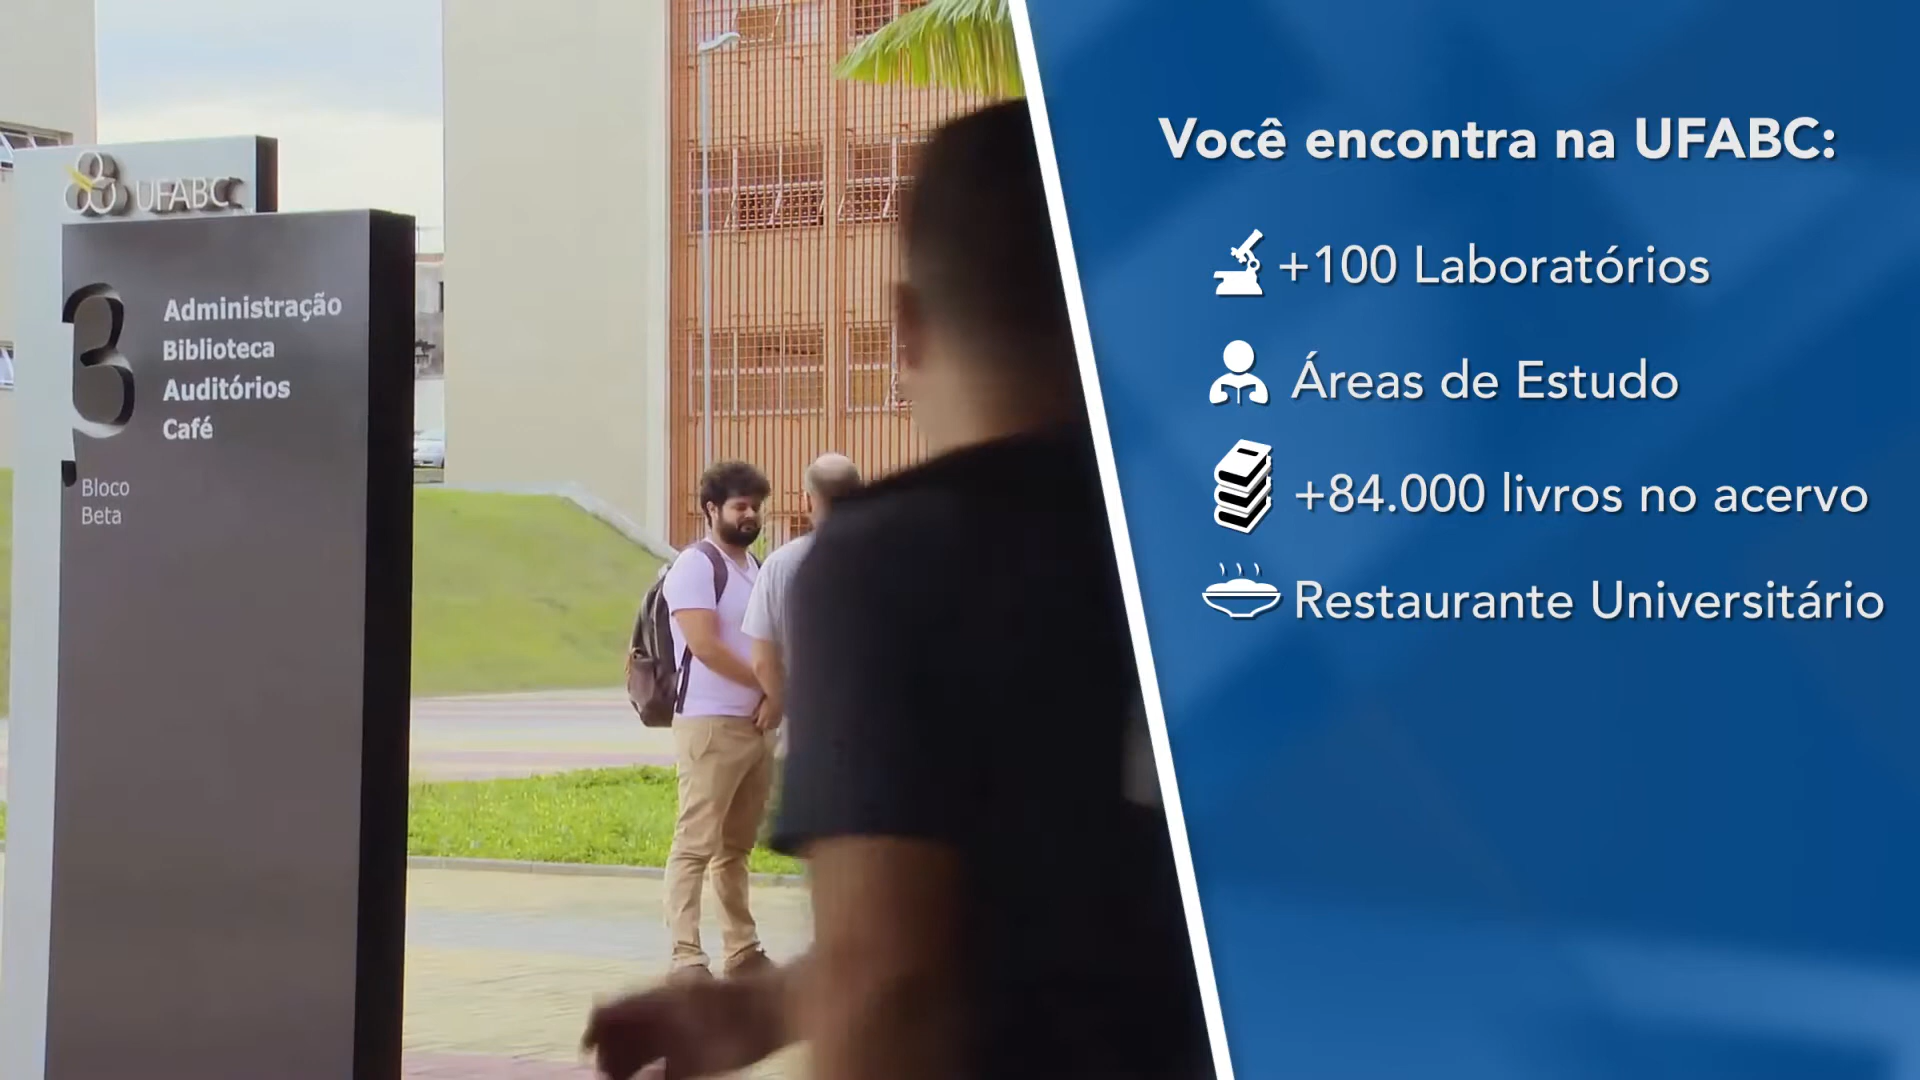 UFABC
Administração
Biblioteca
Auditórios
Café
Bloco
Beta
Você encontra na UFABC:
+100 Laboratórios
Áreas de Estudo
+84.000 livros no acervo
Restaurante Universitário